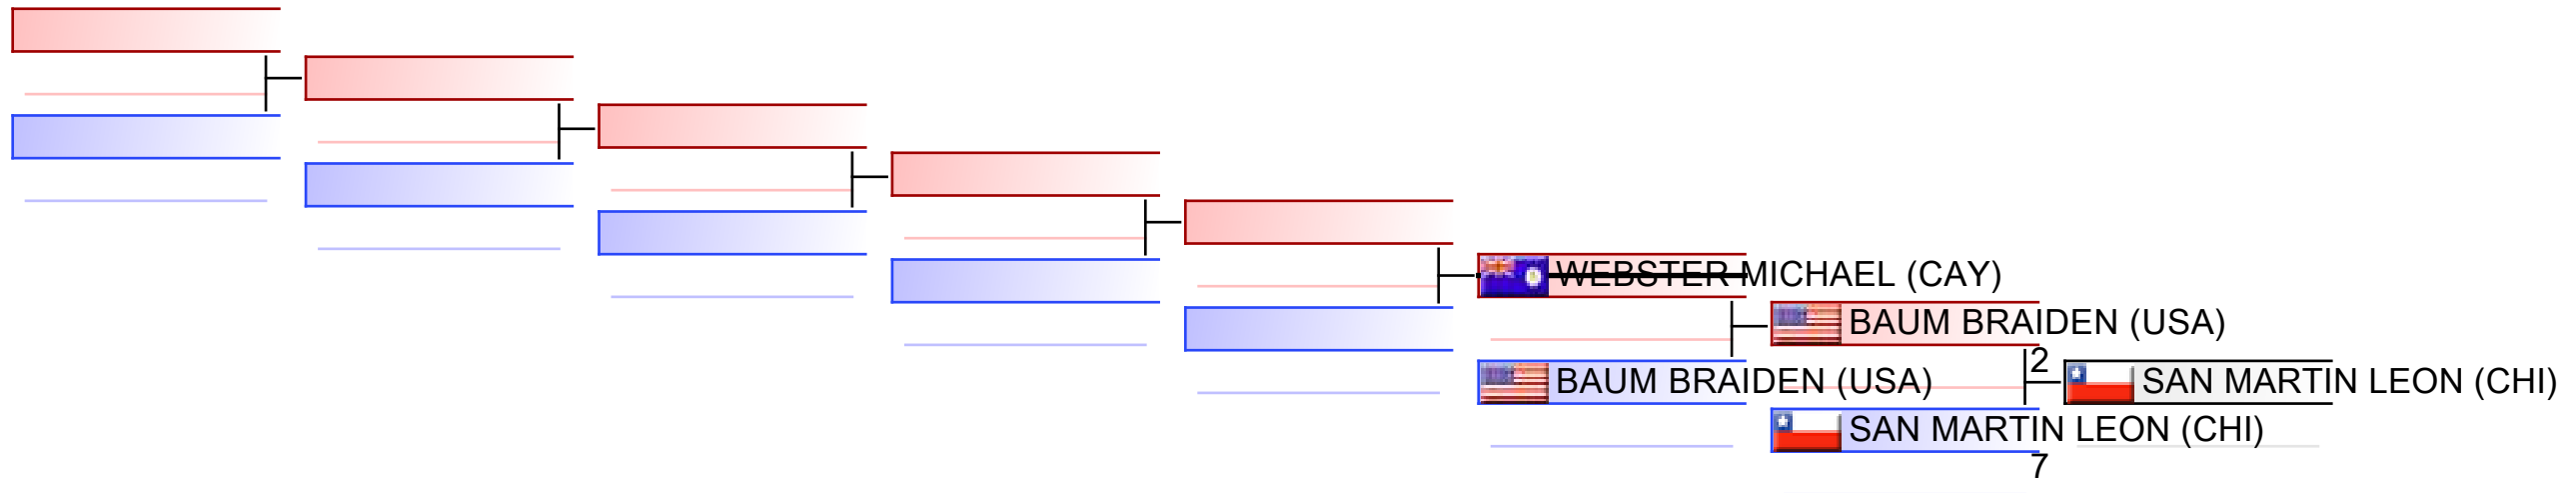 WEBSTER MICHAEL (CAY)
BAUM BRAIDEN (USA)
2
BAUM BRAIDEN (USA)
SAN MARTIN LEON (CHI)
SAN MARTIN LEON (CHI)
7